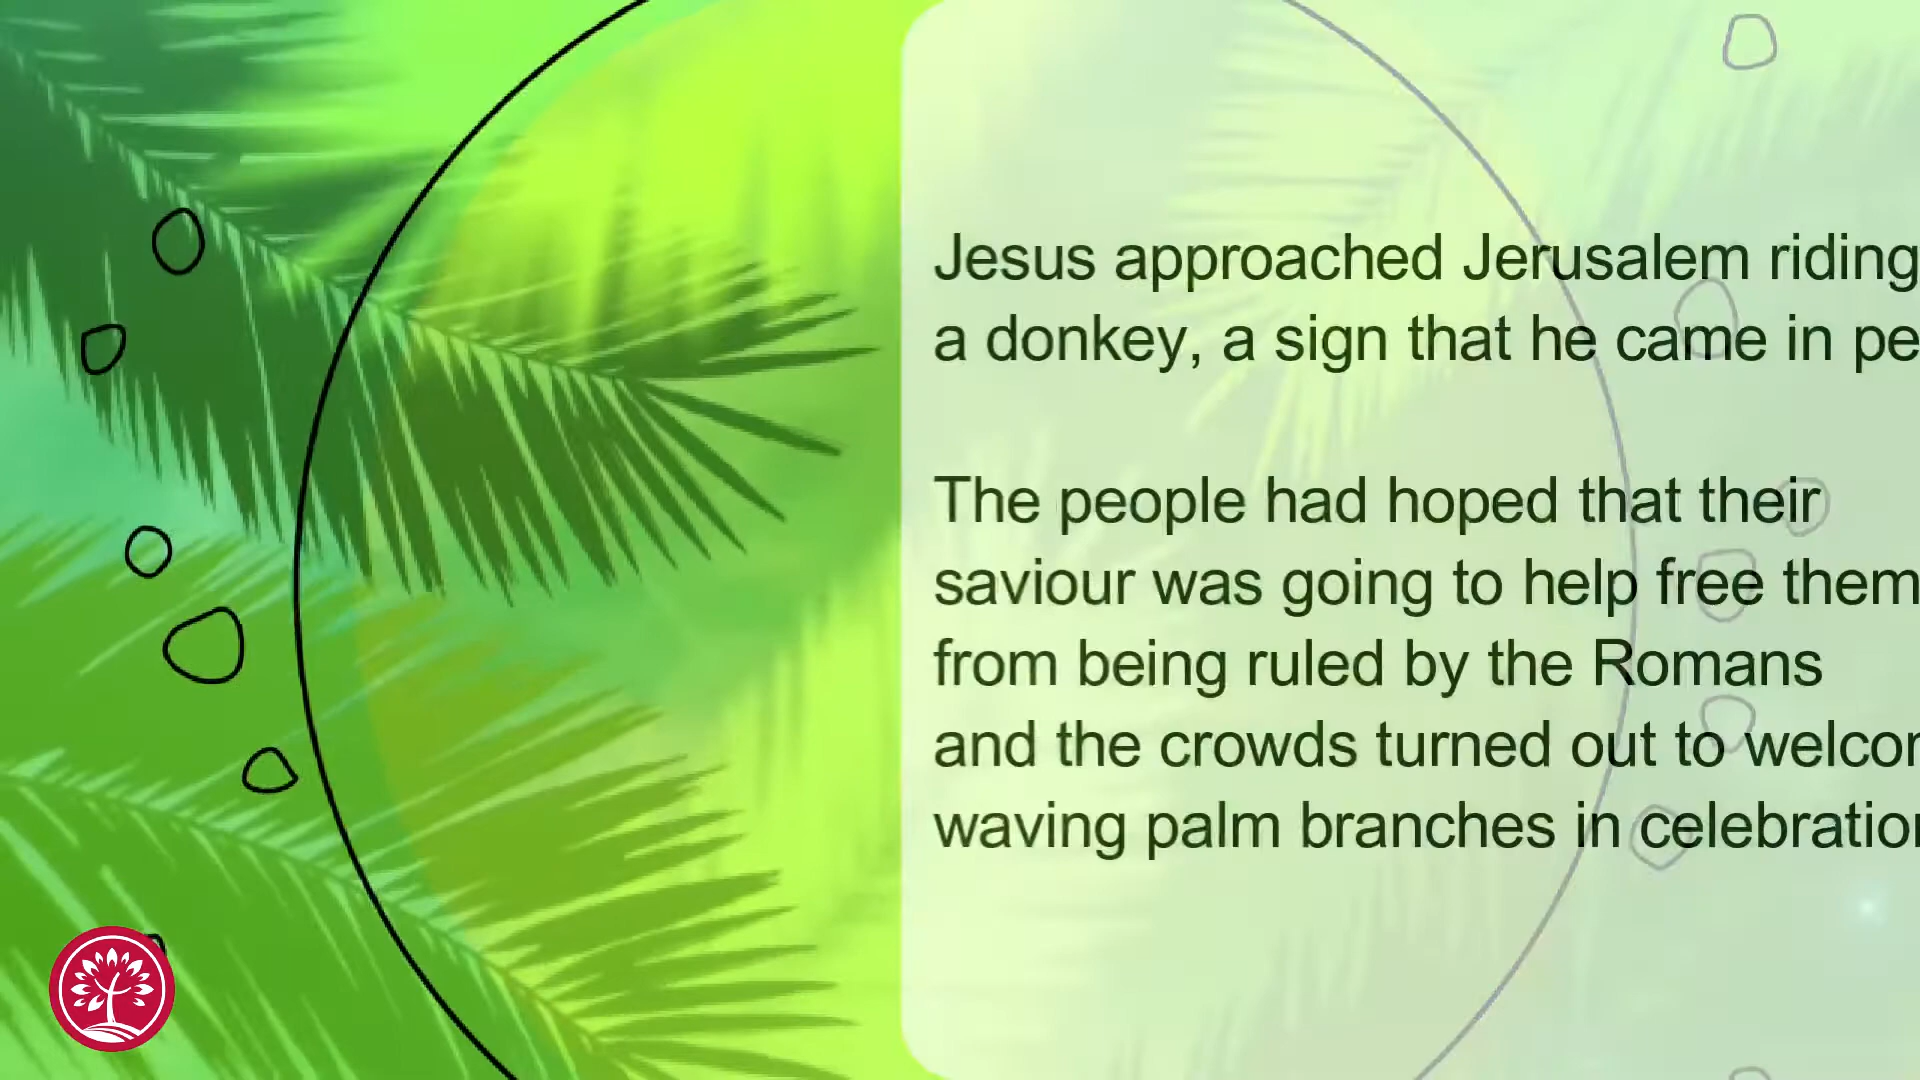 Jesus approached Jerusalem riding
a donkey, a sign that he came in
The people had hoped that their
saviour was going to help free them
from being ruled by the Romans
and the crowds turned out to
waving palm branches in